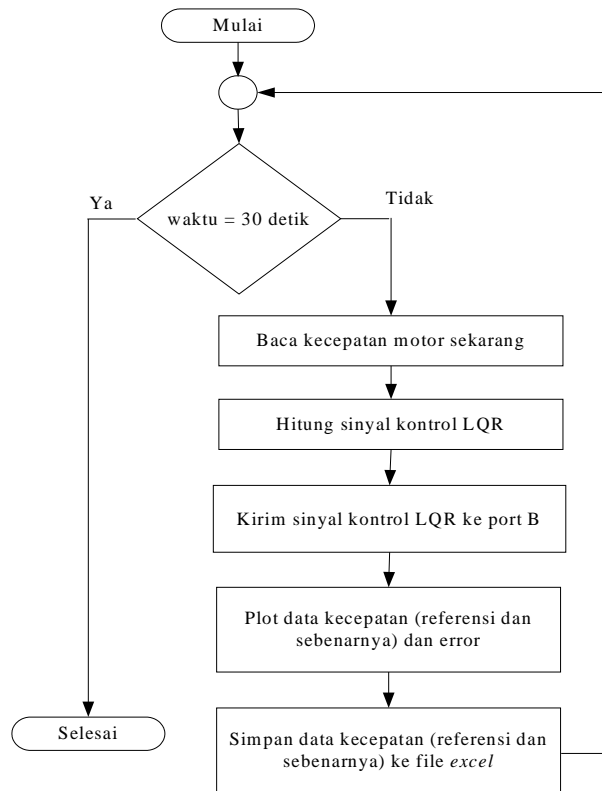 Mulai
Ya
Tidak
waktu = 30 detik
Baca kecepatan motor sekarang
Hitung sinyal kontrol LQR
Kirim sinyal kontrol LQR ke port B
Plot data kecepatan (referensi dan
sebenarnya) dan error
Selesai
Simpan data kecepatan (referensi dan
sebenarnya) ke file excel